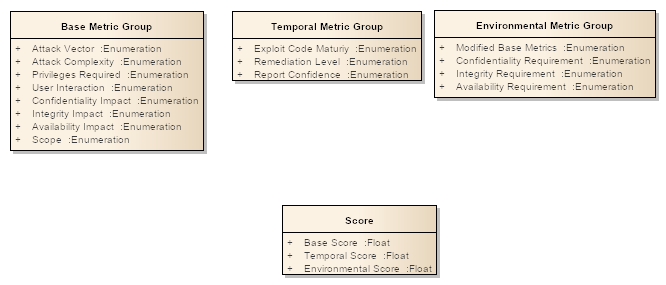 Base Metric Group
+ Attack Vector :Enumeration
+ Attack Complexity :Enumeration
+ Privileges Required :Enumeration
+ User Interaction :Enumeration
+ Confidentiality Impact :Enumeration
+ Integrity Impact :Enumeration
+ Availability Impact :Enumeration
+ Scope :Enumeration
Temporal Metric Group
+ Exploit Code Maturiy :Enumeration
+ Remediation Level :Enumeration
+ Report Confidence :Enumeration
Environmental Metric Group
+ Modified Base Metrics :Enumeration
+ Confidentiality Requirement :Enumeration
+ Integrity Requirement :Enumeration
+ Availability Requirement :Enumeration
Score
+ Base Score :Float
+ Temporal Score :Float
+ Environmental Score :Float